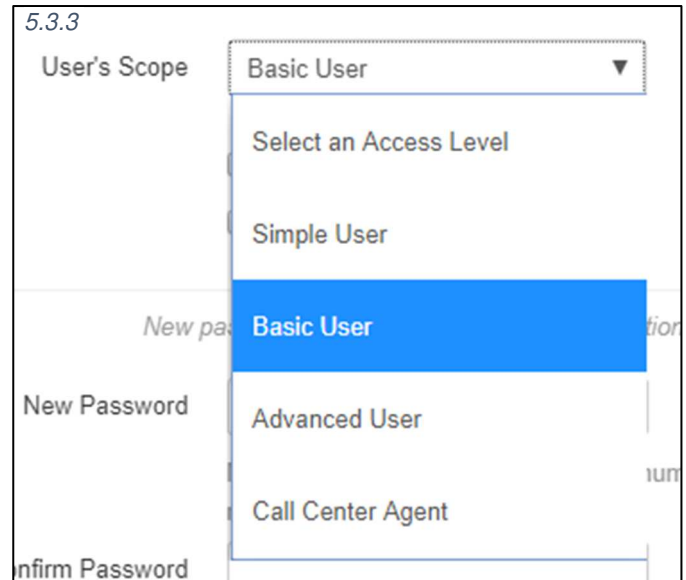 5.3.3
User's Scope Basic User
Select an Access Level
Simple User
New pa Basic User tion
New Password Advanced User
num
Call Center Agent
nfirm Password